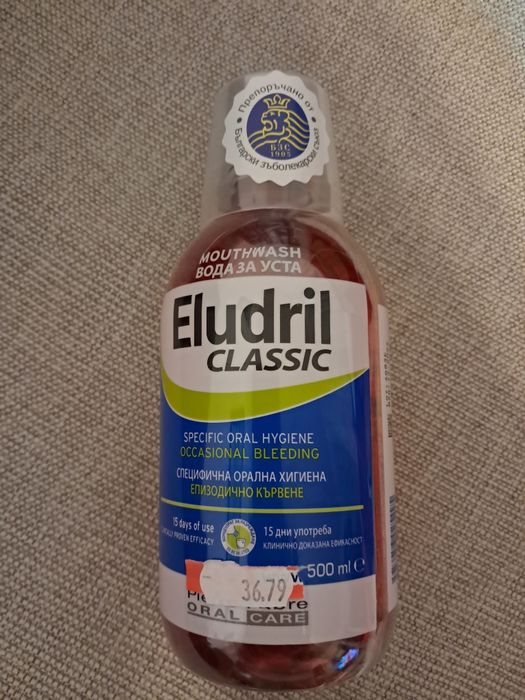 Препоръчано от
Български зъболекарски съюз
БЗС
1905
MOUTHWASH
ВОДА ЗА УСТА
Eludril
CLASSIC
SPECIFIC ORAL HYGIENE
OCCASIONAL BLEEDING
СПЕЦИФИЧНА ОРАЛНА ХИГИЕНА
ЕПИЗОДИЧНО КЪРВЕНЕ
15 days of use
PROVEN EFFICACY
15 дни употреба
КЛИНИЧНО ДОКАЗАНА ЕФИКАСНОСТ
500 ml e
36.79
ORAL CARE